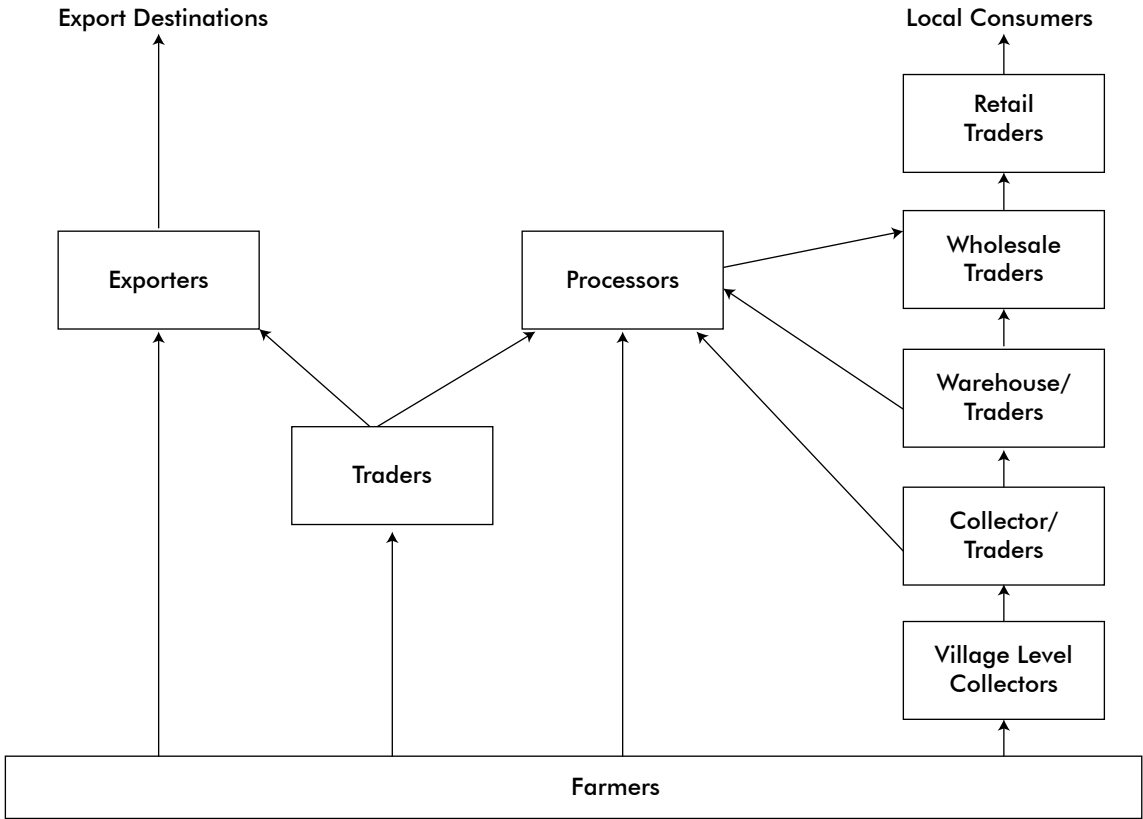 Export Destinations
Local Consumers
Retail
Traders
Exporters
Processors
Wholesale
Traders
Warehouse/
Traders
Traders
Collector/
Traders
Village Level
Collectors
Farmers